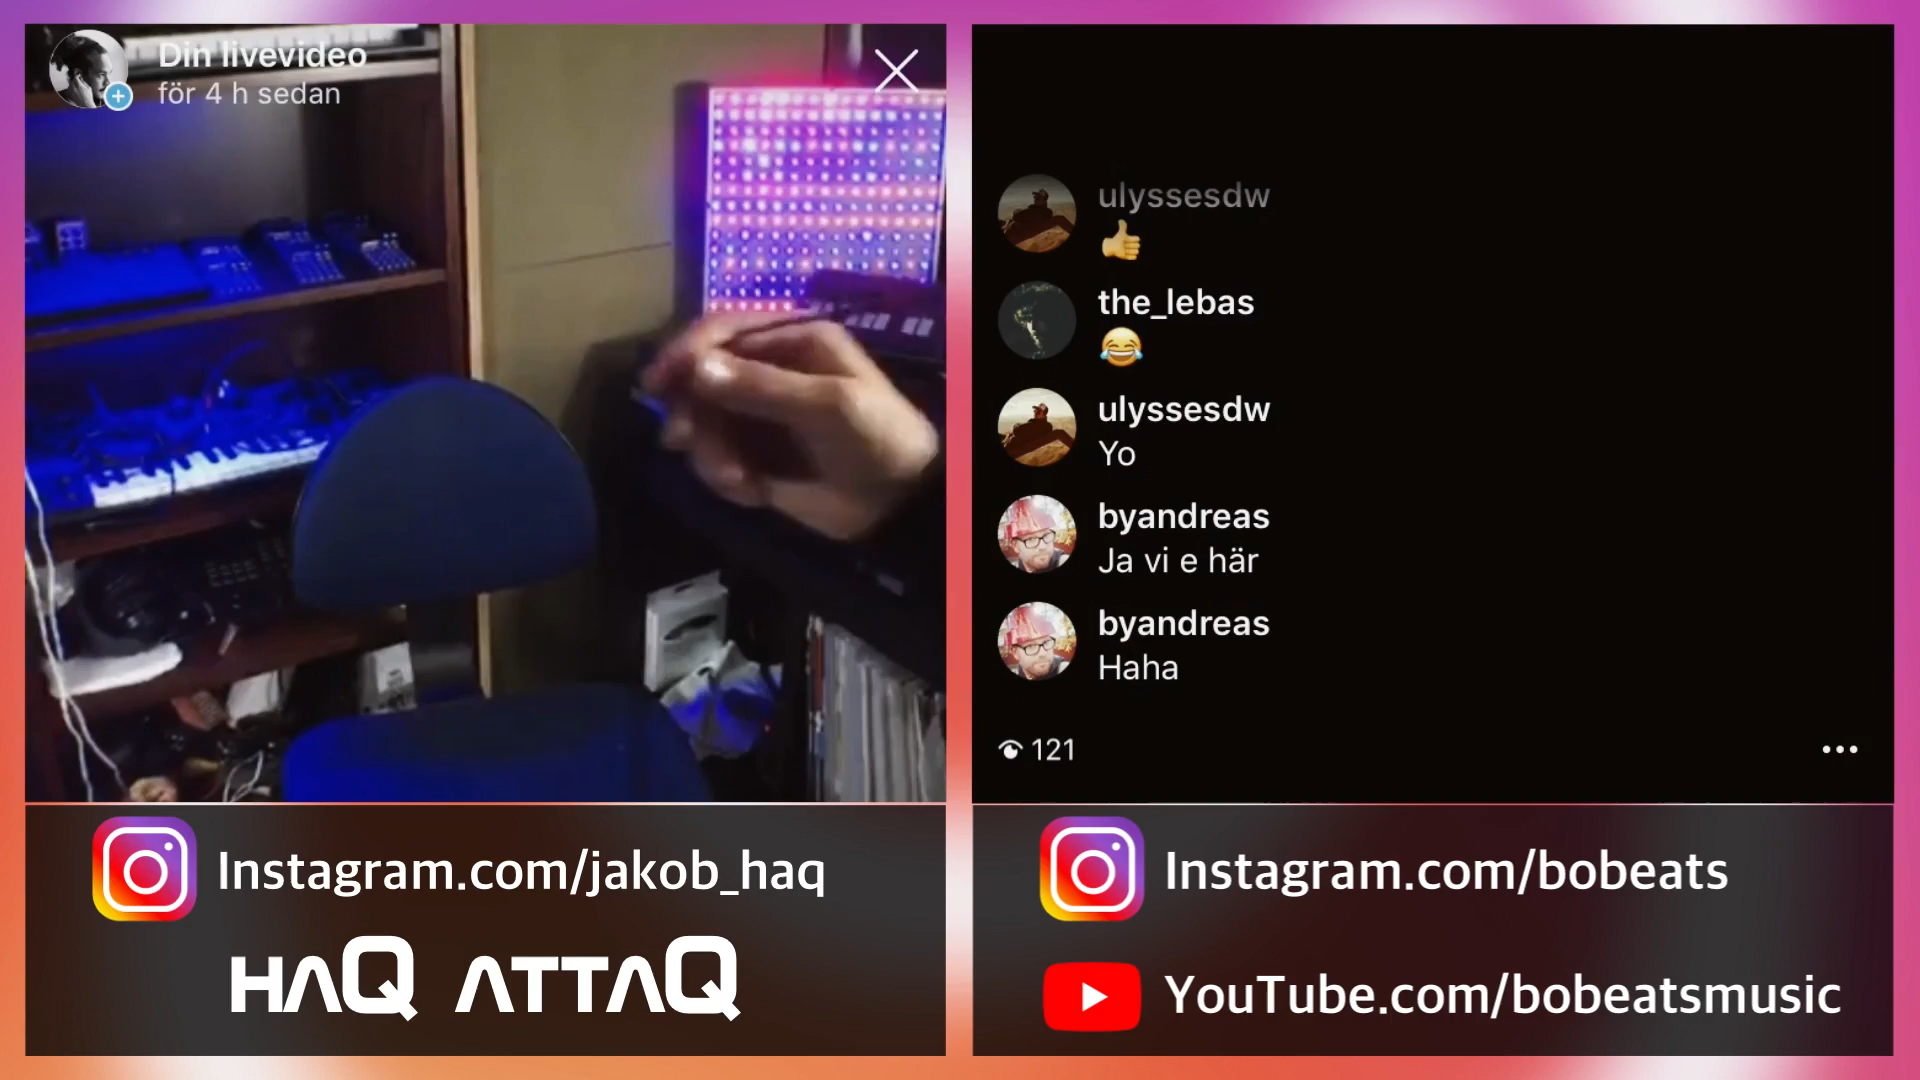 Din livevideo
för 4 h sedan
ulyssesdw
👍
the_lebas
😂
ulyssesdw
Yo
byandreas
Ja vi e här
byandreas
Haha
121
Instagram.com/jakob_haq
HAQ ATTAQ
Instagram.com/bobeats
YouTube.com/bobeatsmusic